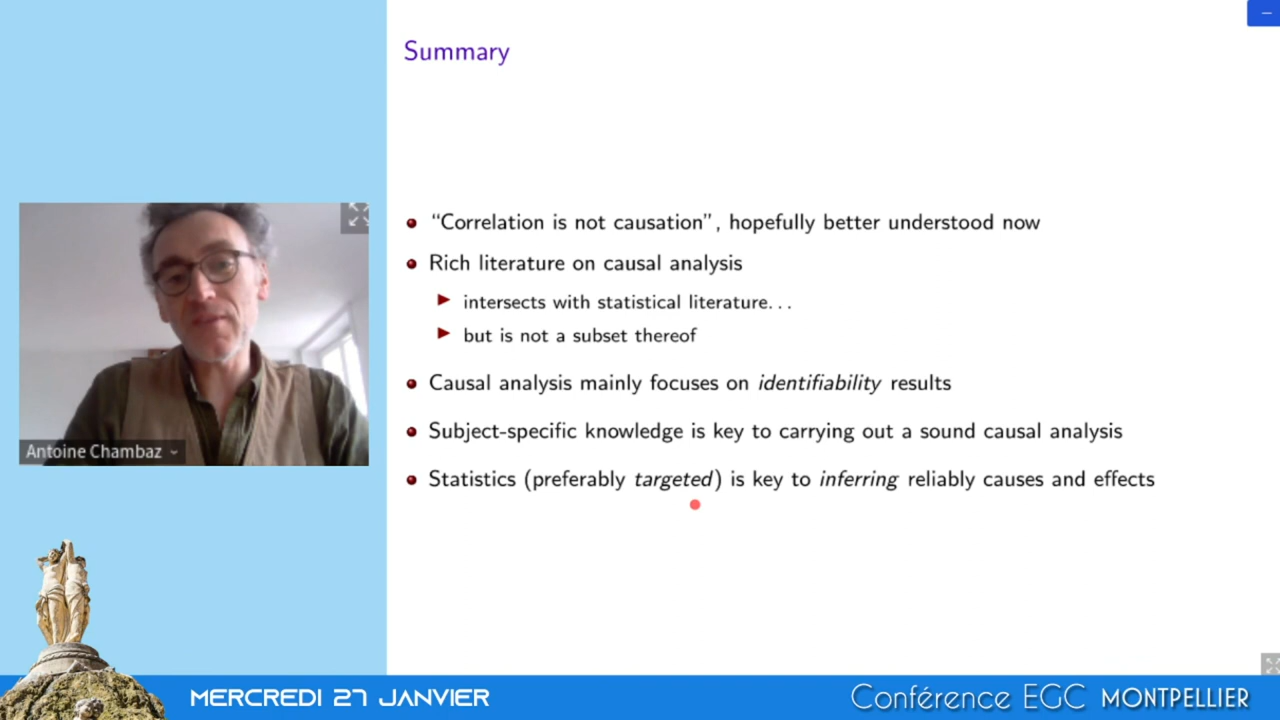 Summary
“Correlation is not causation”, hopefully better understood now
Rich literature on causal analysis
intersects with statistical literature...
but is not a subset thereof
Causal analysis mainly focuses on identifiability results
Subject-specific knowledge is key to carrying out a sound causal analysis
Statistics (preferably targeted) is key to inferring reliably causes and effects
Antoine Chambaz
MERCREDI 27 JANVIER
Conférence EGC MONTPELLIER